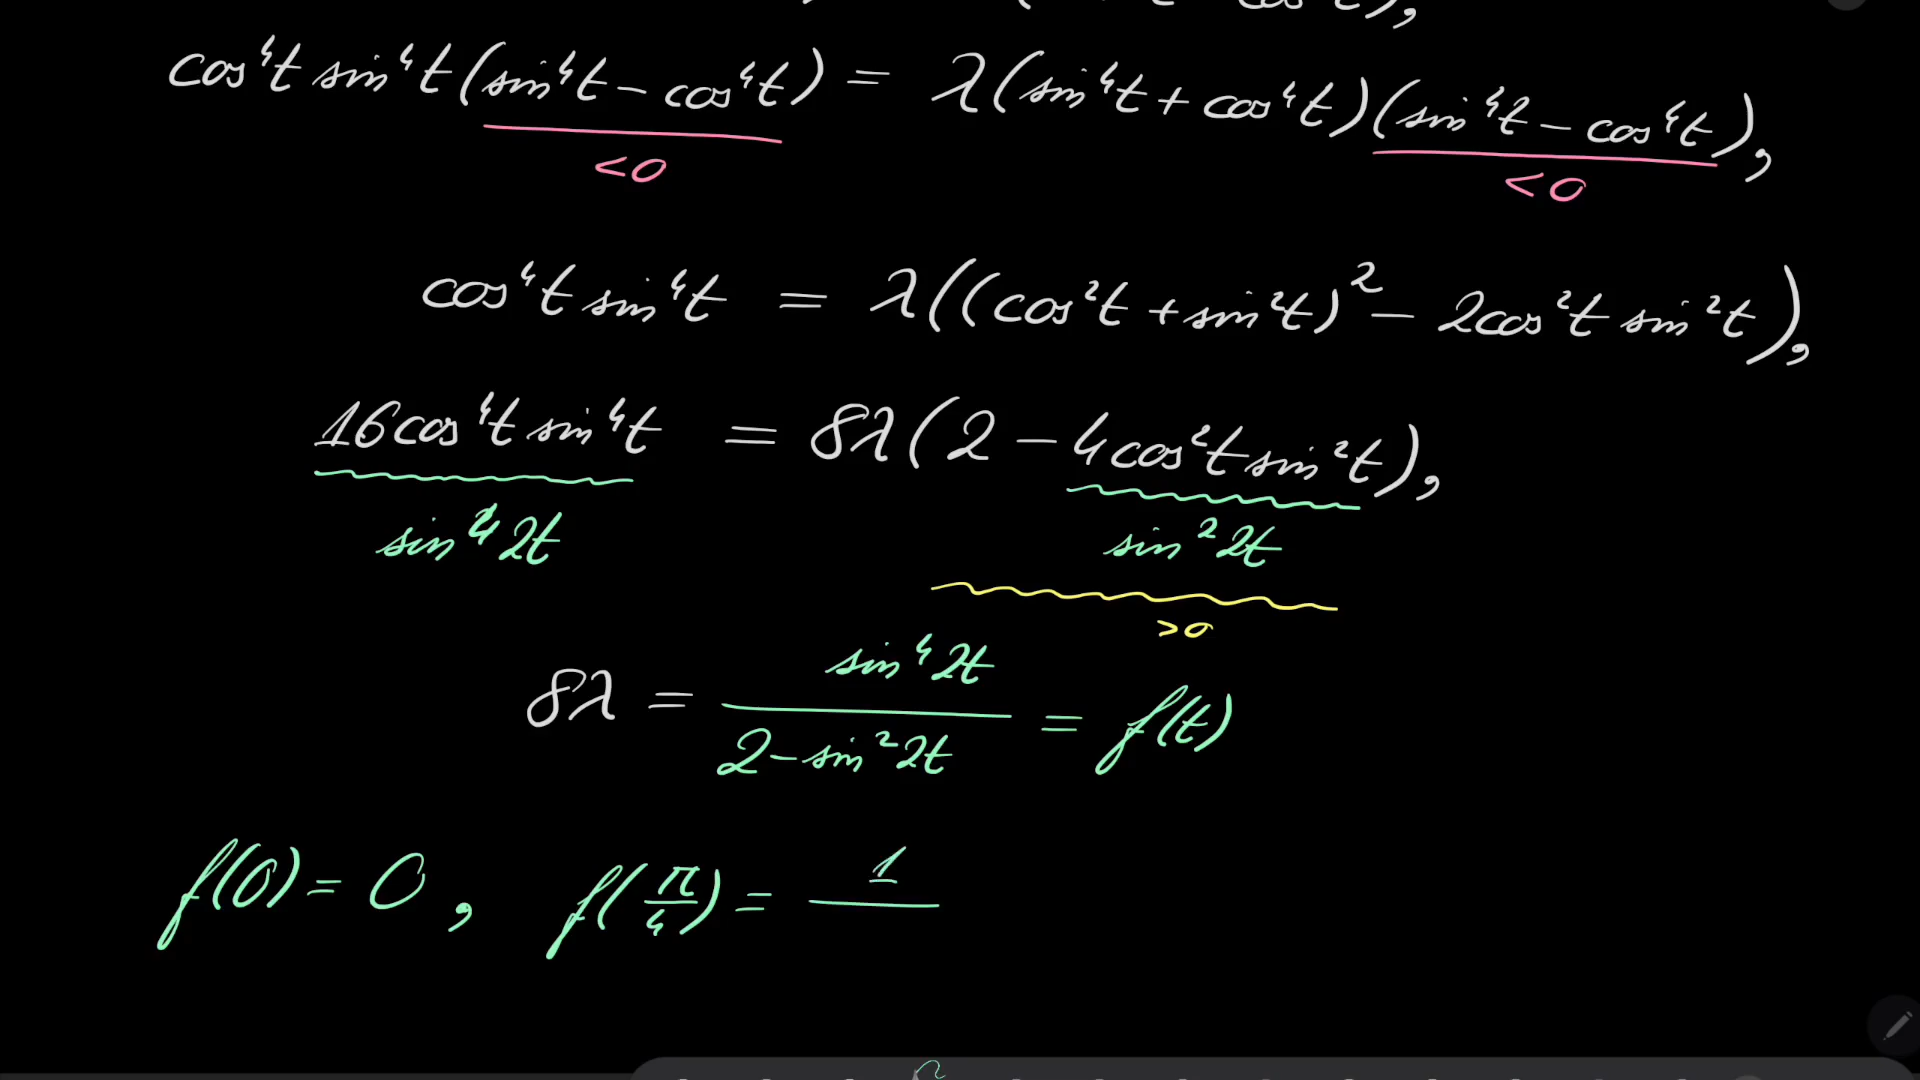 cos⁴t sin⁴t (sin⁴t − cos⁴t) = λ(sin⁴t + cos⁴t)(sin⁴t − cos⁴t),
<0 <0
cos⁴t sin⁴t = λ((cos²t + sin²t)² − 2cos²t sin²t),
16cos⁴t sin⁴t = 8λ(2 − 4cos²t sin²t),
sin⁴2t sin²2t
>0
8λ = sin⁴2t / 2 − sin²2t = f(t)
f(0) = 0, f(π/4) = 1